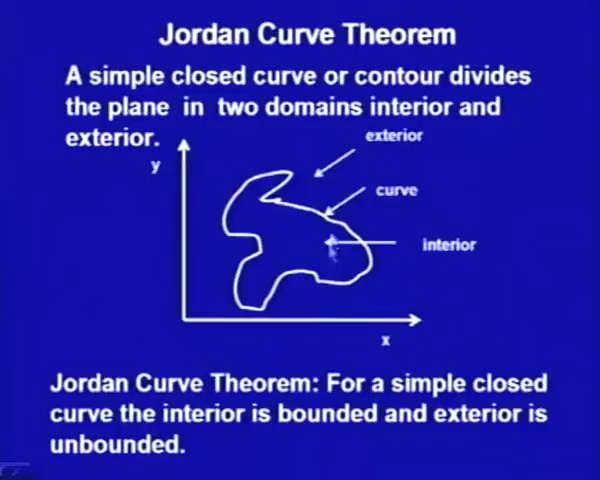 Jordan Curve Theorem
A simple closed curve or contour divides
the plane in two domains interior and
exterior.
exterior
y
curve
interior
x
Jordan Curve Theorem: For a simple closed
curve the interior is bounded and exterior is
unbounded.